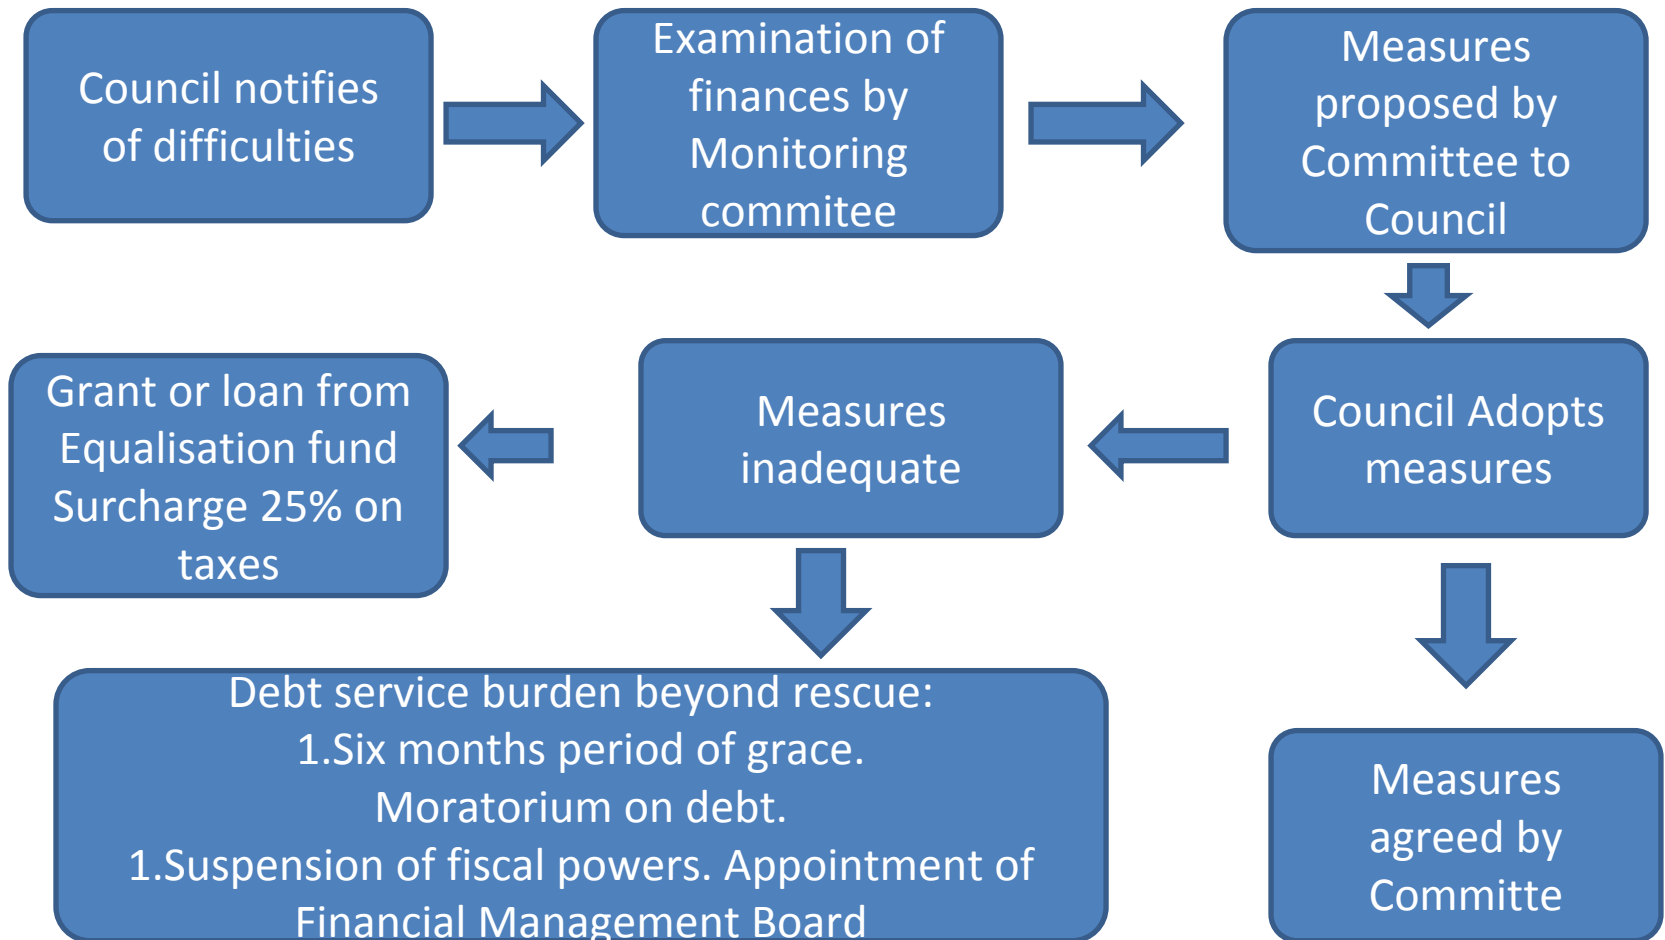 Council notifies
of difficulties
Examination of
finances by
Monitoring
commitee
Measures
proposed by
Committee to
Council
Grant or loan from
Equalisation fund
Surcharge 25% on
taxes
Measures
inadequate
Council Adopts
measures
Debt service burden beyond rescue:
1.Six months period of grace.
Moratorium on debt.
1.Suspension of fiscal powers. Appointment of
Financial Management Board
Measures
agreed by
Committe